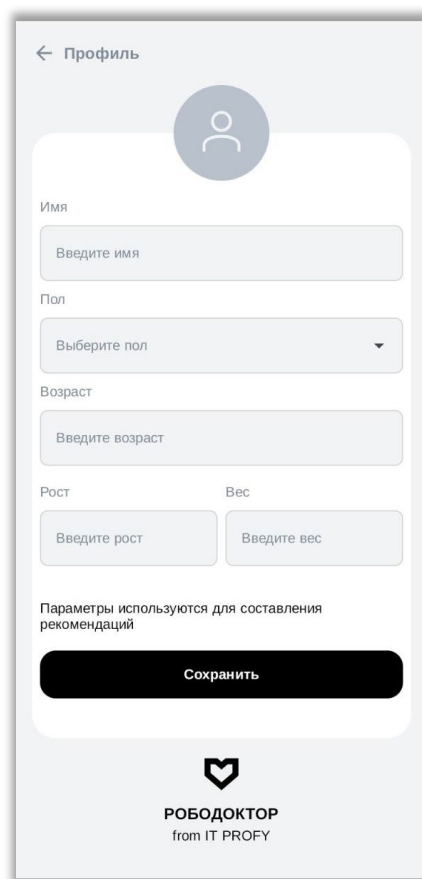 Профиль
Имя
Введите имя
Пол
Выберите пол
Возраст
Введите возраст
Рост
Вес
Введите рост
Введите вес
Параметры используются для составления
рекомендаций
Сохранить
РОБОДОКТОР
from IT PROFY